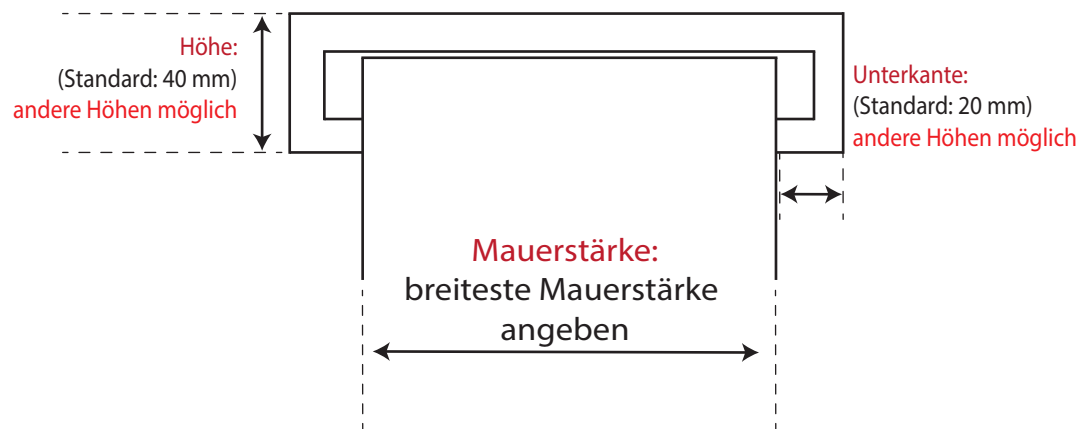 Höhe:
(Standard: 40 mm)
andere Höhen möglich
Unterkante:
(Standard: 20 mm)
andere Höhen möglich
Mauerstärke:
breiteste Mauerstärke
angeben